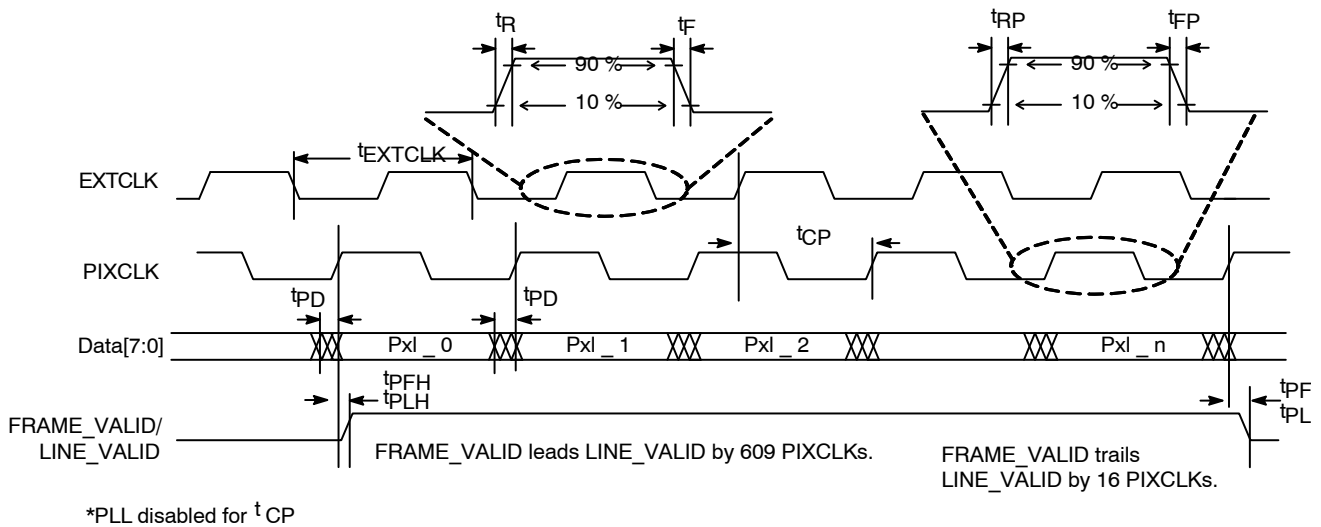 tR
tF
tRP
tFP
90 %
90 %
10 %
10 %
tEXTCLK
EXTCLK
tCP
PIXCLK
tPD
tPD
Data[7:0]
Pxl _ 0
Pxl _ 1
Pxl _ 2
Pxl _ n
tPFH
tPLH
tPF
tPL
FRAME_VALID/
LINE_VALID
FRAME_VALID leads LINE_VALID by 609 PIXCLKs.
FRAME_VALID trails
LINE_VALID by 16 PIXCLKs.
*PLL disabled for tCP